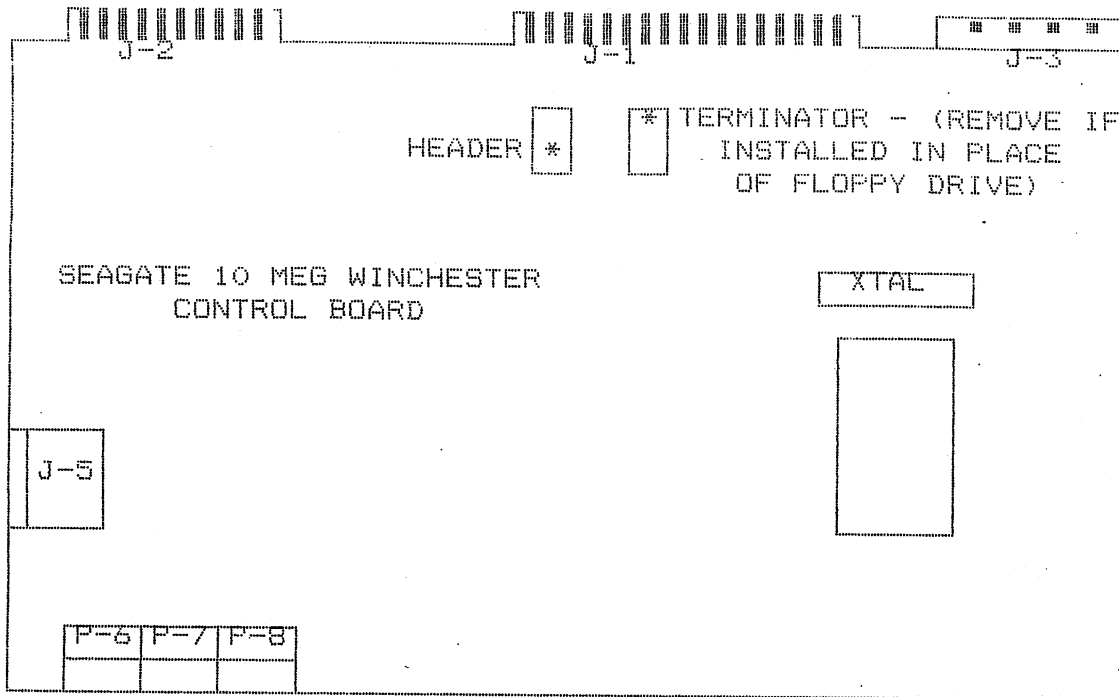 J-2
J-1
J-3
HEADER *
* TERMINATOR - (REMOVE IF
INSTALLED IN PLACE
OF FLOPPY DRIVE)
SEAGATE 10 MEG WINCHESTER
CONTROL BOARD
XTAL
J-5
P-6 P-7 P-8